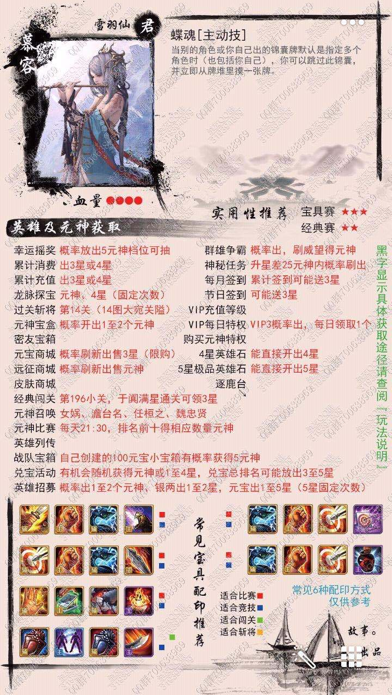 慕容
雪羽仙
君
蝶魂[主动技]
当别的角色或你自己出的锦囊牌默认是指定多个
角色时（也包括你自己），你可以跳过此锦囊，
并立即从牌堆里摸一张牌。
血量
实用性推荐
宝具赛 ★★★
经典赛 ★★
英雄及元神获取
幸运摇奖 概率放出5元神档位可抽
累计消费 出3星或4星
累计充值 出3星或4星
龙脉探宝 元神，4星（固定次数）
过关斩将 第14关（14图大宛关隘）
元神宝盒 概率开出1至2个元神
密友宝箱
元宝商城 概率刷新出售3星（限购）
远征商城 概率刷新出售元神
皮肤商城
经典闯关 第196小关，于阗满星通关可领3星
元神召唤 女娲、澹台名、任桓之、魏忠贤
元神比赛 每天21:30，排名前十得相应数量元神
英雄列传
战队宝箱 自己创建的100元宝小宝箱有概率获得5元神
兑宝活动 有机会随机获得元神或1至4星，兑宝总排名可能放出3至5星
英雄招募 概率出1至2个元神、银两出1至2星，元宝出1至5星（5星固定次数）
群雄争霸 概率出，刷威望得元神
神秘任务 升星差25元神内概率刷出
每月签到 累计签到可能送3星
节日签到 可能送3星
VIP充值等级
VIP每日特权 VIP3概率出，每日领取1个
购买元神特权
4星英雄石 能直接开出4星
5星极品英雄石 能直接开出5星
逐鹿台
黑字显示具体获取途径请查阅「玩法说明」
常见宝具配印推荐
适合比赛
适合竞技
适合闯关
适合斩将
常见6种配印方式
仅供参考
故事。
出品